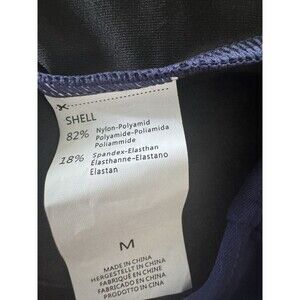 SHELL
82% Nylon-Polyamid
Polyamide-Poliamida
Poliammide
18% Spandex-Elasthan
Elasthanne-Elastano
Elastan
M
MADE IN CHINA
HERGESTELLT IN CHINA
FABRIQUÉ EN CHINE
FABRICADO EN CHINA
PRODOTTO IN CINA